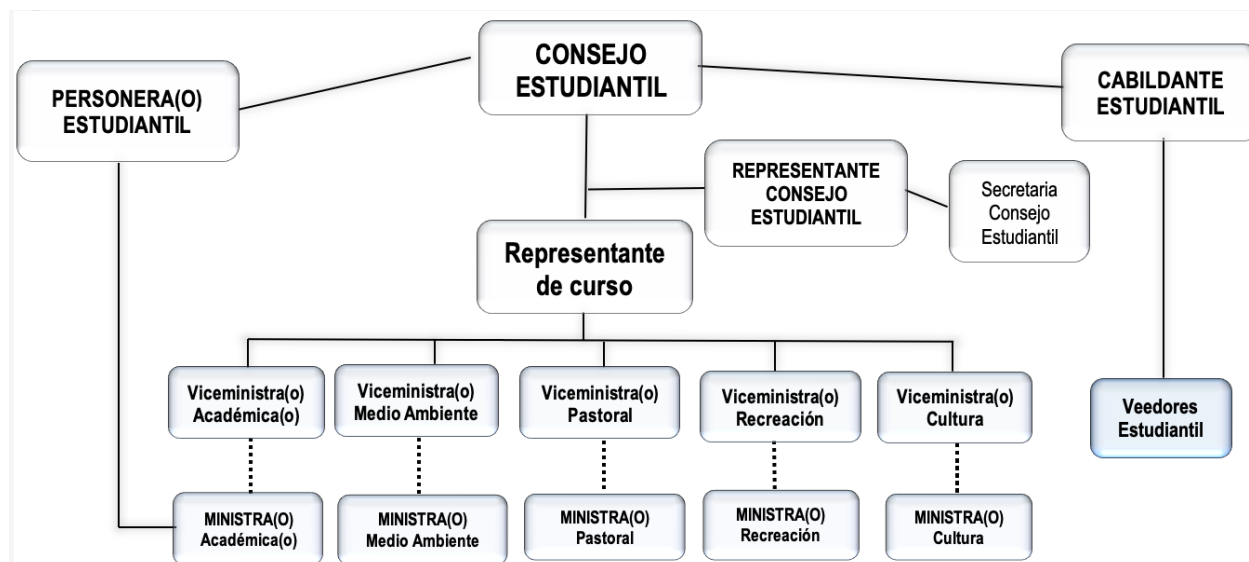 CONSEJO
ESTUDIANTIL
PERSONERA(O)
ESTUDIANTIL
CABILDANTE
ESTUDIANTIL
REPRESENTANTE
CONSEJO
ESTUDIANTIL
Secretaria
Consejo
Estudiantil
Representante
de curso
Viceministra(o)
Académica(o)
Viceministra(o)
Medio Ambiente
Viceministra(o)
Pastoral
Viceministra(o)
Recreación
Viceministra(o)
Cultura
Veedores
Estudiantil
MINISTRA(O)
Académica(o)
MINISTRA(O)
Medio Ambiente
MINISTRA(O)
Pastoral
MINISTRA(O)
Recreación
MINISTRA(O)
Cultura